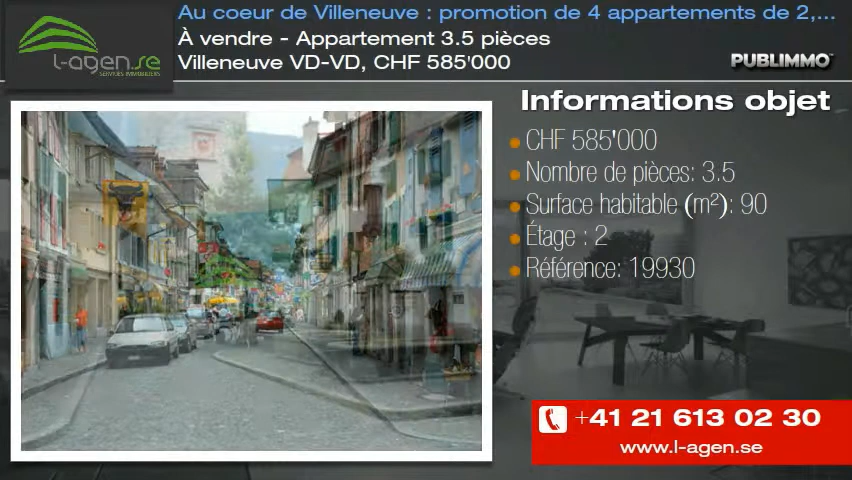 l-agen.se
SERVICES IMMOBILIERS
Au coeur de Villeneuve : promotion de 4 appartements de 2,...
À vendre - Appartement 3.5 pièces
Villeneuve VD-VD, CHF 585'000
PUBLIMMO
Informations objet
CHF 585'000
Nombre de pièces: 3.5
Surface habitable (m²): 90
Étage : 2
Référence: 19930
+41 21 613 02 30
www.l-agen.se